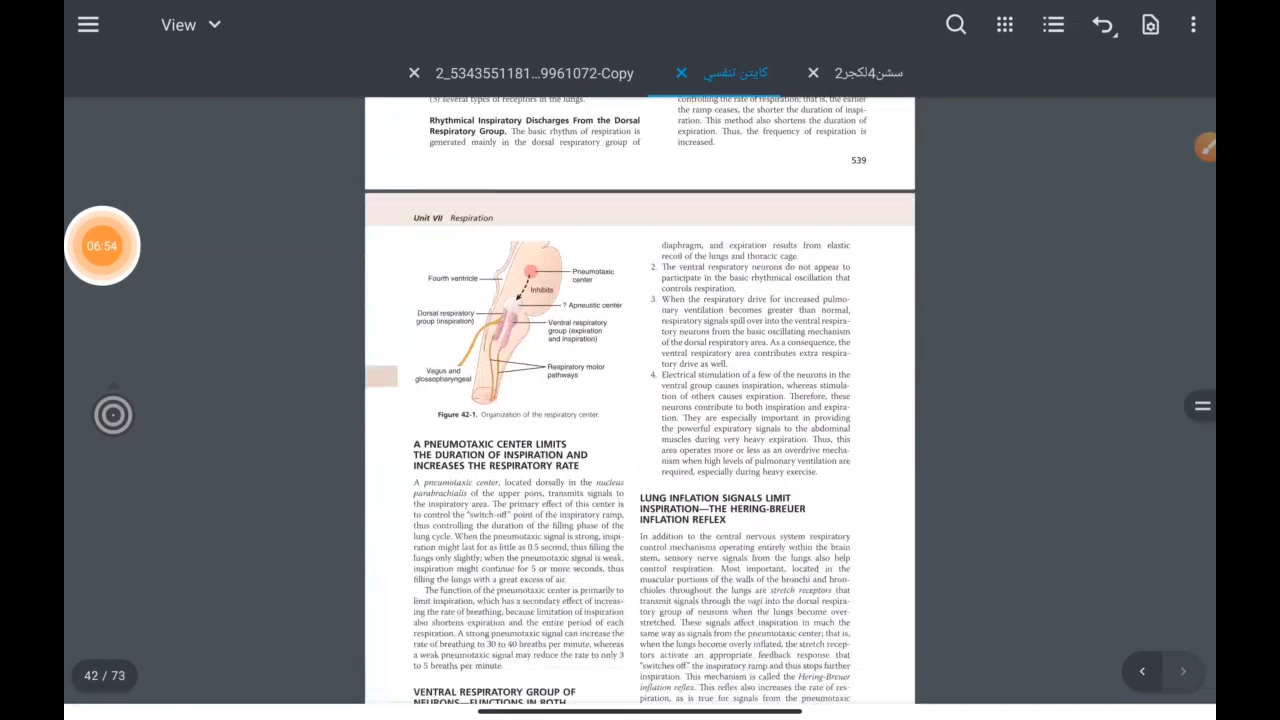 View
2_5343551181...9961072-Copy
كايتن تنفسي
سشن4لكجر2
(3) several types of receptors in the lungs.
Rhythmical Inspiratory Discharges From the Dorsal
Respiratory Group. The basic rhythm of respiration is
generated mainly in the dorsal respiratory group of
controlling the rate of respiration; that is, the earlier
the ramp ceases, the shorter the duration of inspi-
ration. This method also shortens the duration of
expiration. Thus, the frequency of respiration is
increased.
539
Unit VII Respiration
06:54
Fourth ventricle
Pneumotaxic
center
Inhibits
? Apneustic center
Dorsal respiratory
group (inspiration)
Ventral respiratory
group (expiration
and inspiration)
Vagus and
glossopharyngeal
Respiratory motor
pathways
Figure 42-1. Organization of the respiratory center.
A PNEUMOTAXIC CENTER LIMITS
THE DURATION OF INSPIRATION AND
INCREASES THE RESPIRATORY RATE
A pneumotaxic center, located dorsally in the nucleus
parabrachialis of the upper pons, transmits signals to
the inspiratory area. The primary effect of this center is
to control the “switch-off” point of the inspiratory ramp,
thus controlling the duration of the filling phase of the
lung cycle. When the pneumotaxic signal is strong, inspi-
ration might last for as little as 0.5 second, thus filling the
lungs only slightly; when the pneumotaxic signal is weak,
inspiration might continue for 5 or more seconds, thus
filling the lungs with a great excess of air.
The function of the pneumotaxic center is primarily to
limit inspiration, which has a secondary effect of increas-
ing the rate of breathing, because limitation of inspiration
also shortens expiration and the entire period of each
respiration. A strong pneumotaxic signal can increase the
rate of breathing to 30 to 40 breaths per minute, whereas
a weak pneumotaxic signal may reduce the rate to only 3
to 5 breaths per minute.
VENTRAL RESPIRATORY GROUP OF
NEURONS—FUNCTIONS IN BOTH
diaphragm, and expiration results from elastic
recoil of the lungs and thoracic cage.
2. The ventral respiratory neurons do not appear to
participate in the basic rhythmical oscillation that
controls respiration.
3. When the respiratory drive for increased pulmo-
nary ventilation becomes greater than normal,
respiratory signals spill over into the ventral respira-
tory neurons from the basic oscillating mechanism
of the dorsal respiratory area. As a consequence, the
ventral respiratory area contributes extra respira-
tory drive as well.
4. Electrical stimulation of a few of the neurons in the
ventral group causes inspiration, whereas stimula-
tion of others causes expiration. Therefore, these
neurons contribute to both inspiration and expira-
tion. They are especially important in providing
the powerful expiratory signals to the abdominal
muscles during very heavy expiration. Thus, this
area operates more or less as an overdrive mecha-
nism when high levels of pulmonary ventilation are
required, especially during heavy exercise.
LUNG INFLATION SIGNALS LIMIT
INSPIRATION—THE HERING-BREUER
INFLATION REFLEX
In addition to the central nervous system respiratory
control mechanisms operating entirely within the brain
stem, sensory nerve signals from the lungs also help
control respiration. Most important, located in the
muscular portions of the walls of the bronchi and bron-
chioles throughout the lungs are stretch receptors that
transmit signals through the vagi into the dorsal respira-
tory group of neurons when the lungs become over-
stretched. These signals affect inspiration in much the
same way as signals from the pneumotaxic center; that is,
when the lungs become overly inflated, the stretch recep-
tors activate an appropriate feedback response that
“switches off” the inspiratory ramp and thus stops further
inspiration. This mechanism is called the Hering-Breuer
inflation reflex. This reflex also increases the rate of res-
piration, as is true for signals from the pneumotaxic
42 / 73